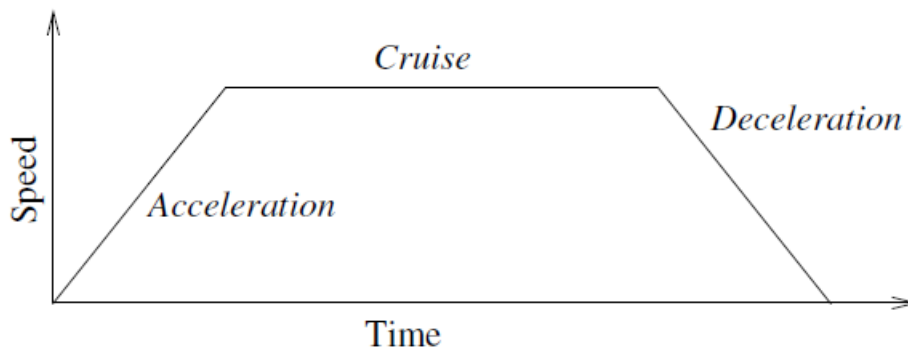 Cruise
Deceleration
Speed
Acceleration
Time